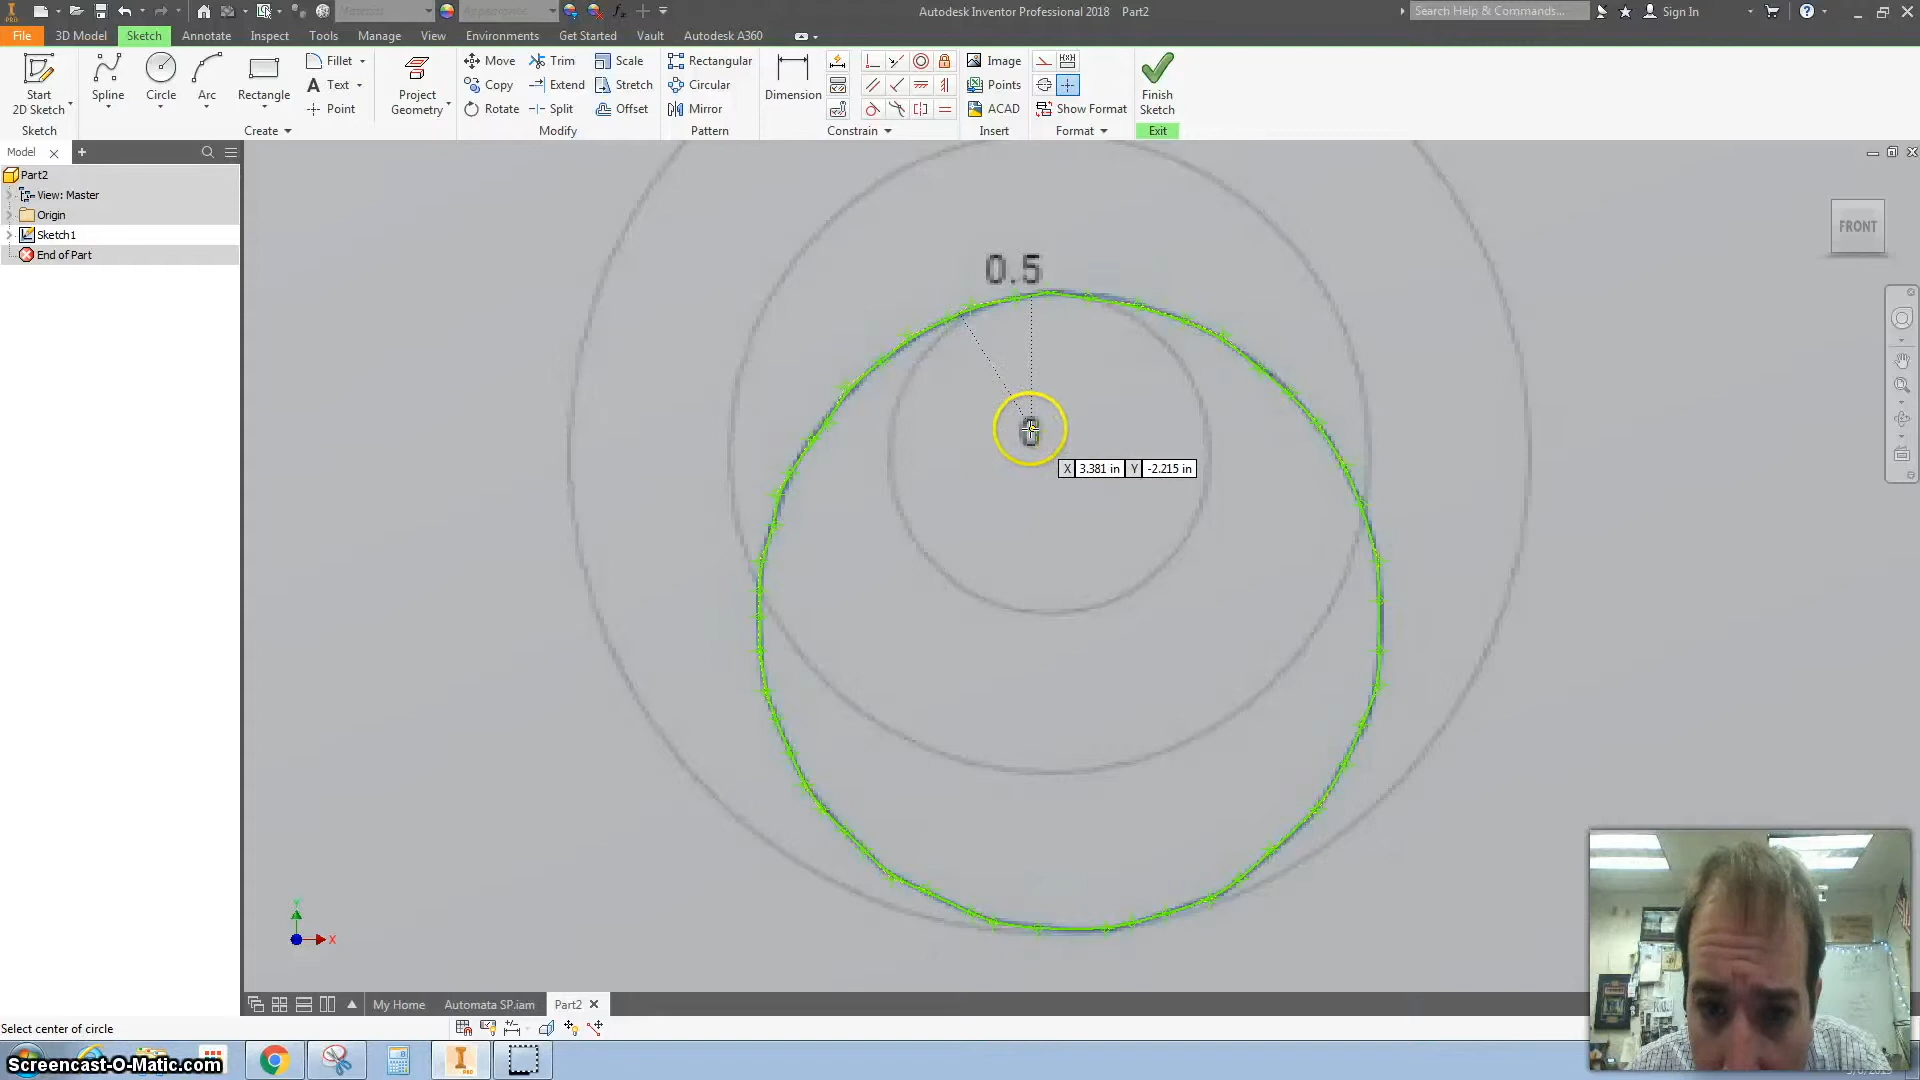 PRO
Material
Appearance
fx
Autodesk Inventor Professional 2018 Part2
Search Help & Commands...
Sign In
File 3D Model Sketch Annotate Inspect Tools Manage View Environments Get Started Vault Autodesk A360
Start 2D Sketch
Spline
Circle
Arc
Rectangle
Fillet
Text
Point
Project Geometry
Move
Copy
Rotate
Trim
Extend
Split
Scale
Stretch
Offset
Rectangular
Circular
Mirror
Dimension
Image
Points
ACAD
Show Format
Finish Sketch
Sketch Create Modify Pattern Constrain Insert Format Exit
Model
Part2
View: Master
Origin
Sketch1
End of Part
FRONT
0.5
0
X 3.381 in Y -2.215 in
Y
X
My Home Automata SP.iam Part2
Select center of circle
Screencast-O-Matic.com